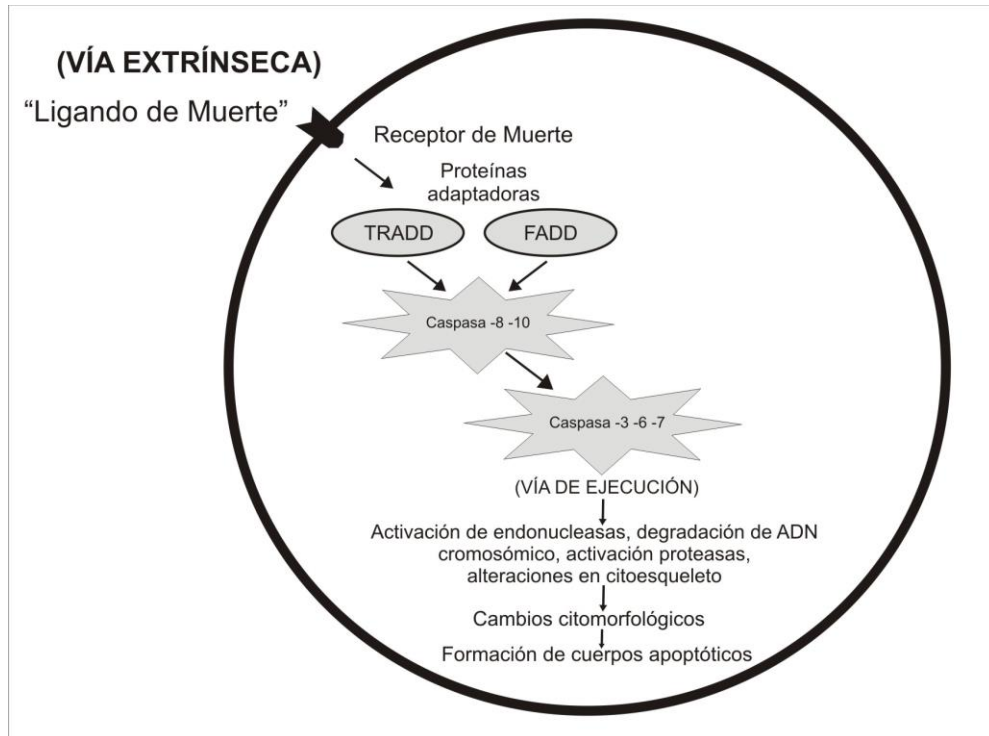 (VÍA EXTRÍNSECA)
“Ligando de Muerte”
Receptor de Muerte
Proteínas
adaptadoras
TRADD
FADD
Caspasa -8 -10
Caspasa -3 -6 -7
(VÍA DE EJECUCIÓN)
Activación de endonucleasas, degradación de ADN
cromosómico, activación proteasas,
alteraciones en citoesqueleto
Cambios citomorfológicos
Formación de cuerpos apoptóticos